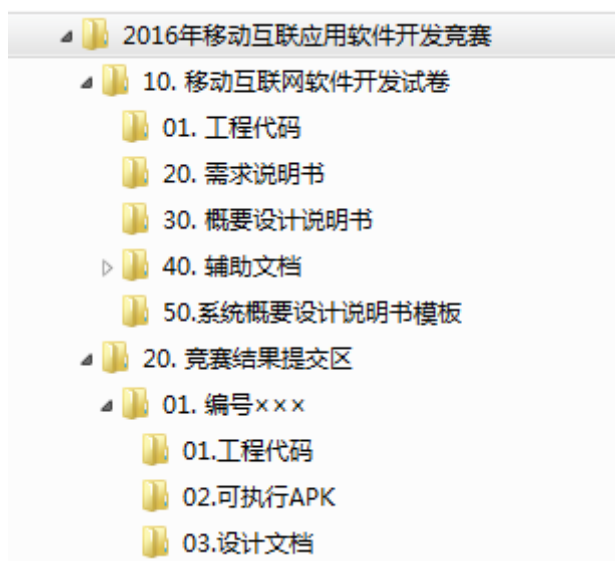 2016年移动互联应用软件开发竞赛
10. 移动互联网软件开发试卷
01. 工程代码
20. 需求说明书
30. 概要设计说明书
40. 辅助文档
50.系统概要设计说明书模板
20. 竞赛结果提交区
01. 编号×××
01.工程代码
02.可执行APK
03.设计文档